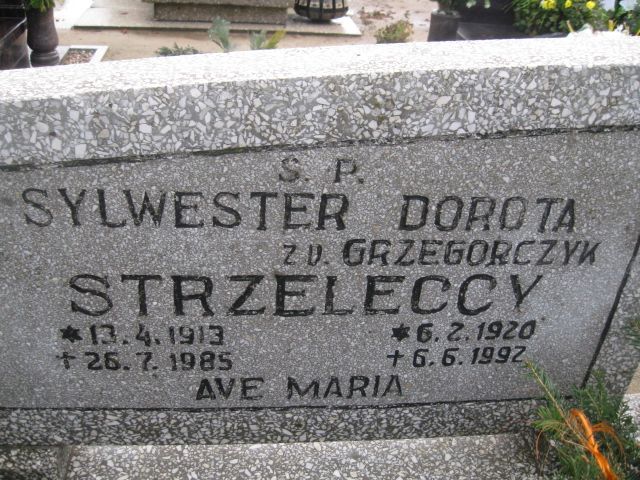 S. P.
SYLWESTER DOROTA
Z D. GRZEGORCZYK
STRZELECCY
* 13.4.1913 * 6.2.1920
+ 26.7.1985 + 6.6.1992
AVE MARIA